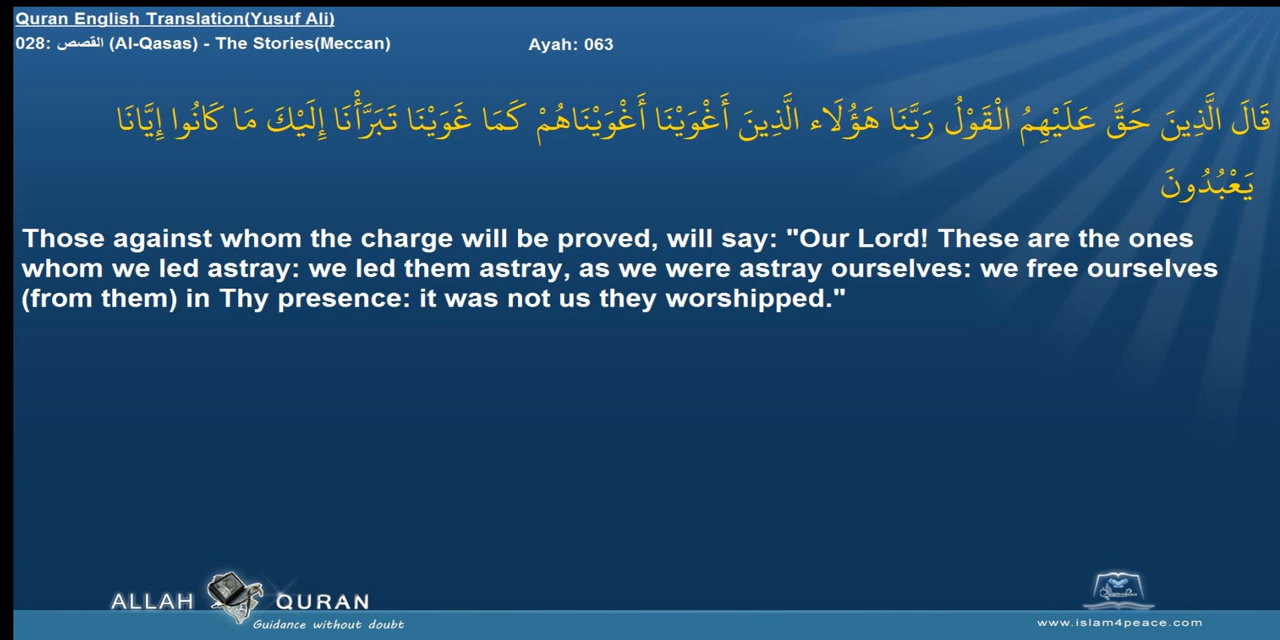 Quran English Translation(Yusuf Ali)
028: القصص (Al-Qasas) - The Stories(Meccan) Ayah: 063
قَالَ الَّذِينَ حَقَّ عَلَيْهِمُ الْقَوْلُ رَبَّنَا هَؤُلَاء الَّذِينَ أَغْوَيْنَا أَغْوَيْنَاهُمْ كَمَا غَوَيْنَا تَبَرَّأْنَا إِلَيْكَ مَا كَانُوا إِيَّانَا
يَعْبُدُونَ
Those against whom the charge will be proved, will say: "Our Lord! These are the ones
whom we led astray: we led them astray, as we were astray ourselves: we free ourselves
(from them) in Thy presence: it was not us they worshipped."
ALLAH QURAN
Guidance without doubt
www.islam4peace.com